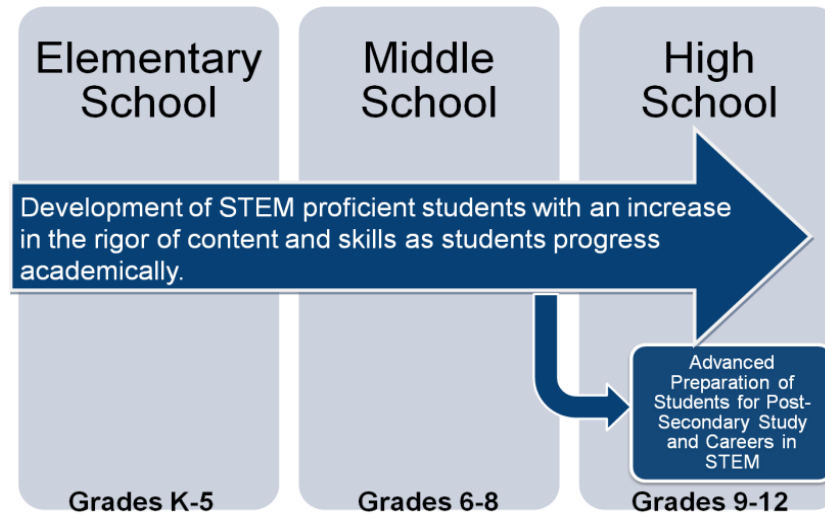 Elementary
School
Middle
School
High
School
Development of STEM proficient students with an increase
in the rigor of content and skills as students progress
academically.
Advanced
Preparation of
Students for Post-
Secondary Study
and Careers in
STEM
Grades K-5
Grades 6-8
Grades 9-12